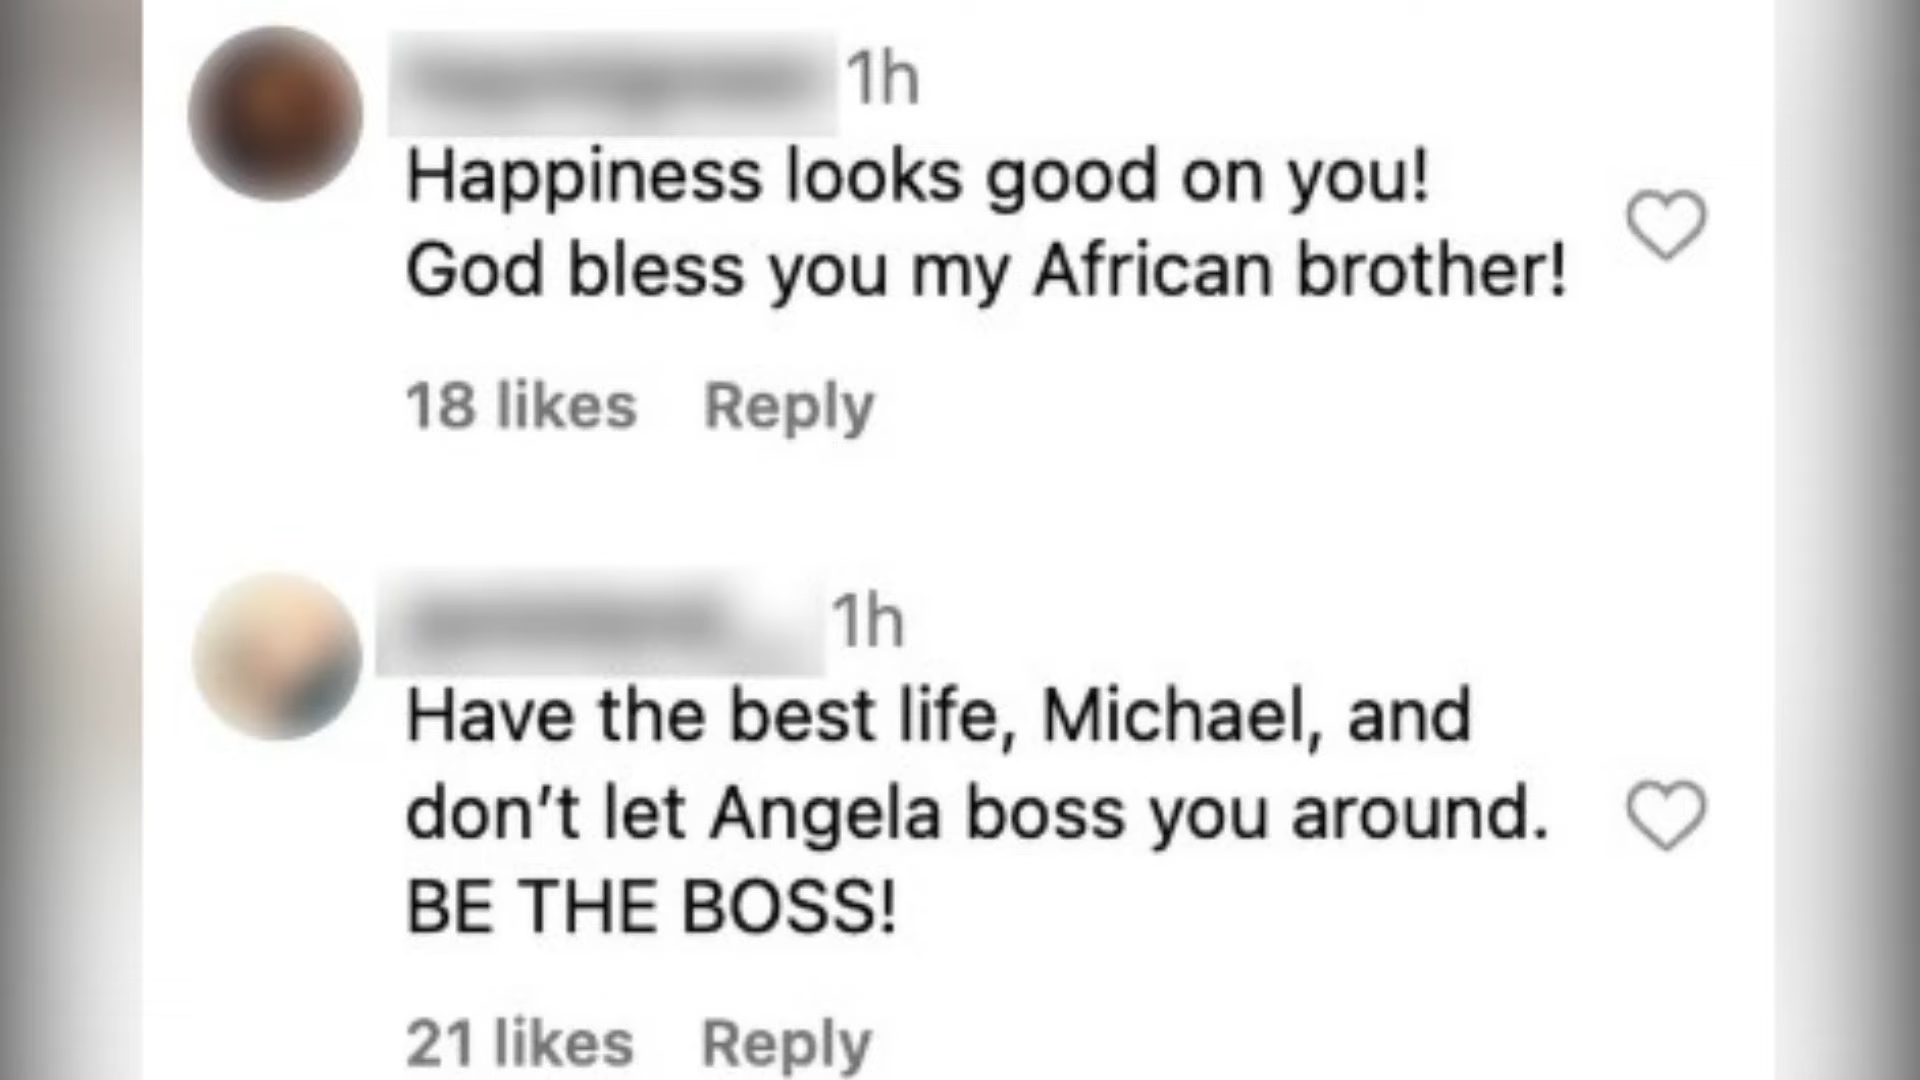 1h
Happiness looks good on you!
God bless you my African brother!
18 likes Reply
1h
Have the best life, Michael, and
don’t let Angela boss you around.
BE THE BOSS!
21 likes Reply